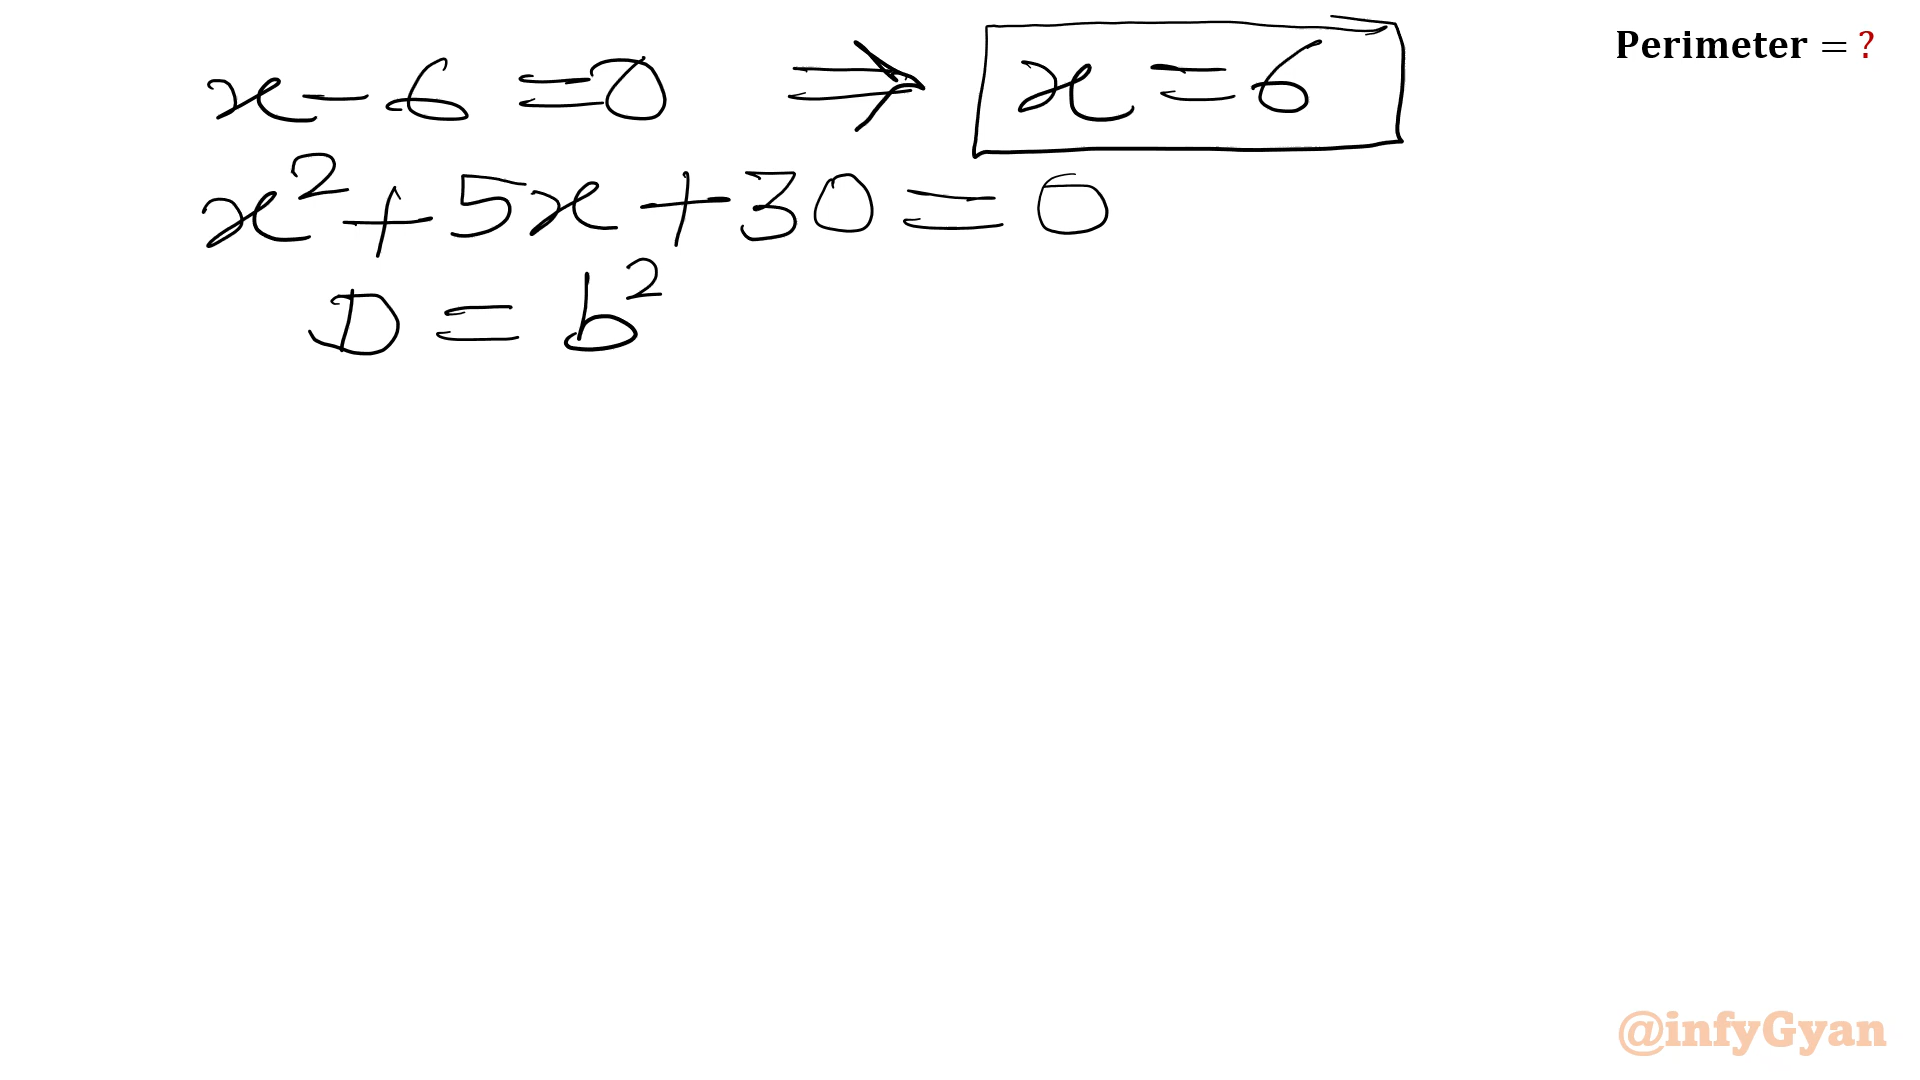 x - 6 = 0 ⇒ x = 6
Perimeter = ?
x² + 5x + 30 = 0
D = b²
@infyGyan